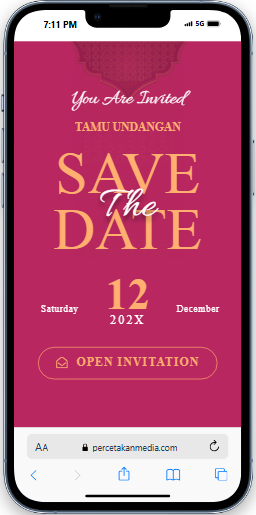 7:11 PM 5G
You Are Invited
TAMU UNDANGAN
SAVE
The
DATE
Saturday 12 December
202X
OPEN INVITATION
AA percetakanmedia.com